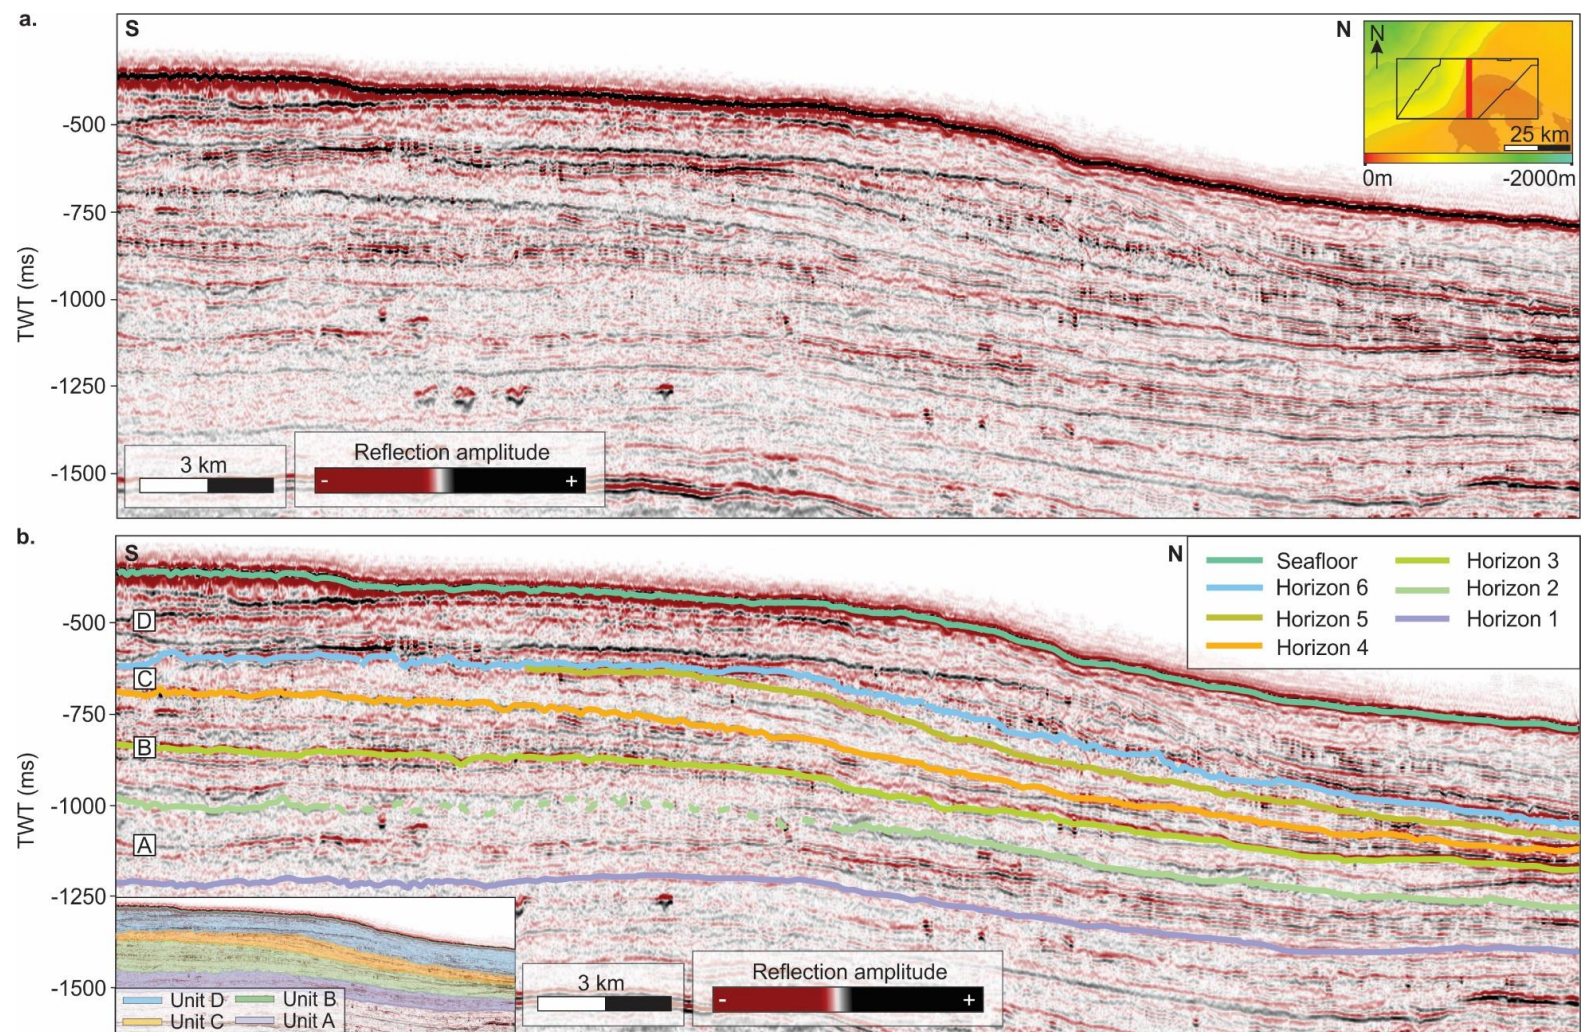 a.
S
N
N
25 km
0m
-2000m
-500
-750
-1000
-1250
-1500
TWT (ms)
3 km
Reflection amplitude
-
+
b.
S
N
Seafloor
Horizon 6
Horizon 5
Horizon 4
Horizon 3
Horizon 2
Horizon 1
-500
-750
-1000
-1250
-1500
TWT (ms)
D
C
B
A
Unit D
Unit B
Unit C
Unit A
3 km
Reflection amplitude
-
+